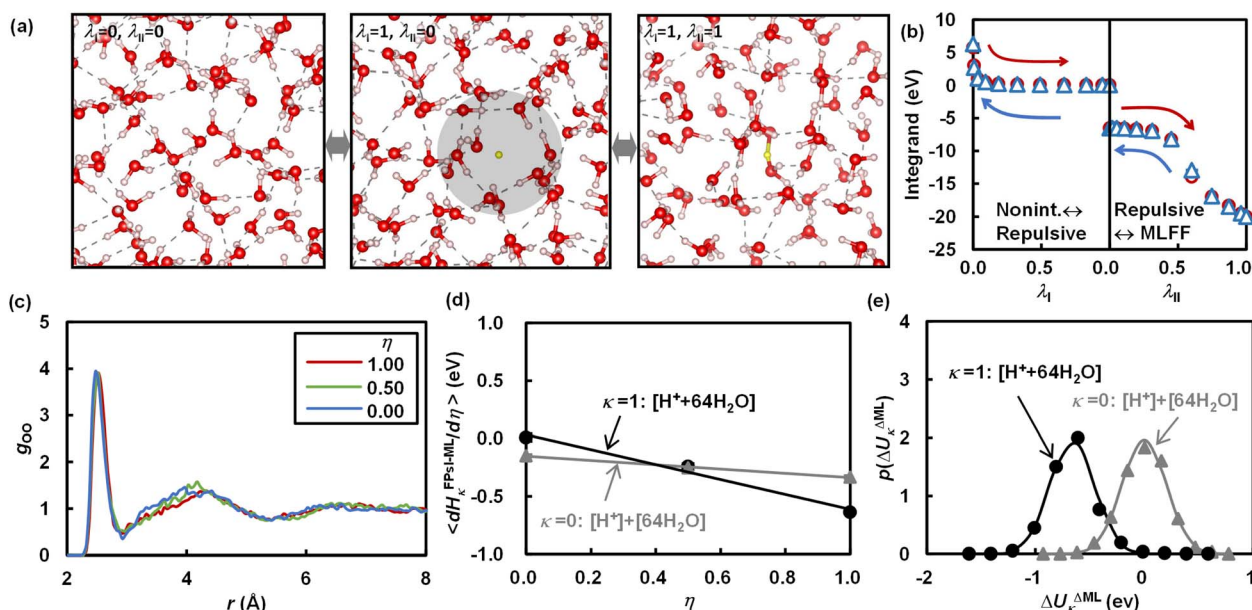 (a)
λI=0, λII=0
λI=1, λII=0
λI=1, λII=1
(b)
Integrand (eV)
10
5
0
-5
-10
-15
-20
-25
Nonint.↔
Repulsive
Repulsive
↔ MLFF
0.0
0.5
0.0
0.5
1.0
λI
λII
(c)
gOO
5
4
3
2
1
0
η
1.00
0.50
0.00
2
4
6
8
r (Å)
(d)
<dHκFPsl-ML/dη> (eV)
1.0
0.5
0.0
-0.5
-1.0
κ=1: [H++64H2O]
κ=0: [H+]+[64H2O]
0.0
0.2
0.4
0.6
0.8
1.0
η
(e)
p(ΔUκΔML)
4
3
2
1
0
κ=1: [H++64H2O]
κ=0: [H+]+[64H2O]
-2
-1
0
1
ΔUκΔML (ev)